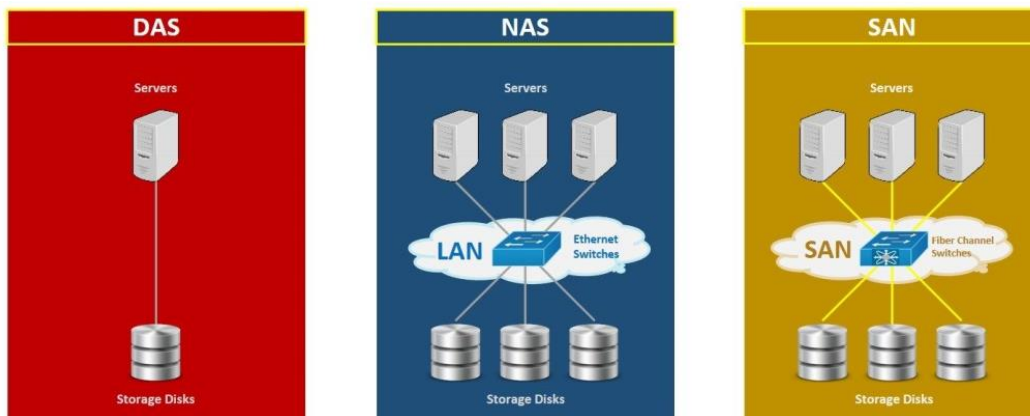 DAS
Servers
Storage Disks
NAS
Servers
LAN
Ethernet
Switches
Storage Disks
SAN
Servers
SAN
Fiber Channel
Switches
Storage Disks